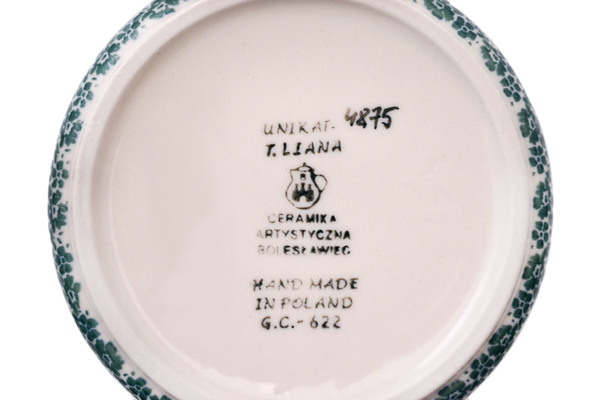 UNIKAT- 4875
T. LIANA
CERAMIKA
ARTYSTYCZNA
BOLESŁAWIEC
HAND MADE
IN POLAND
G.C.- 622